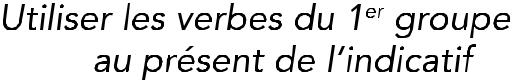 Utiliser les verbes du 1er groupe
au présent de l'indicatif